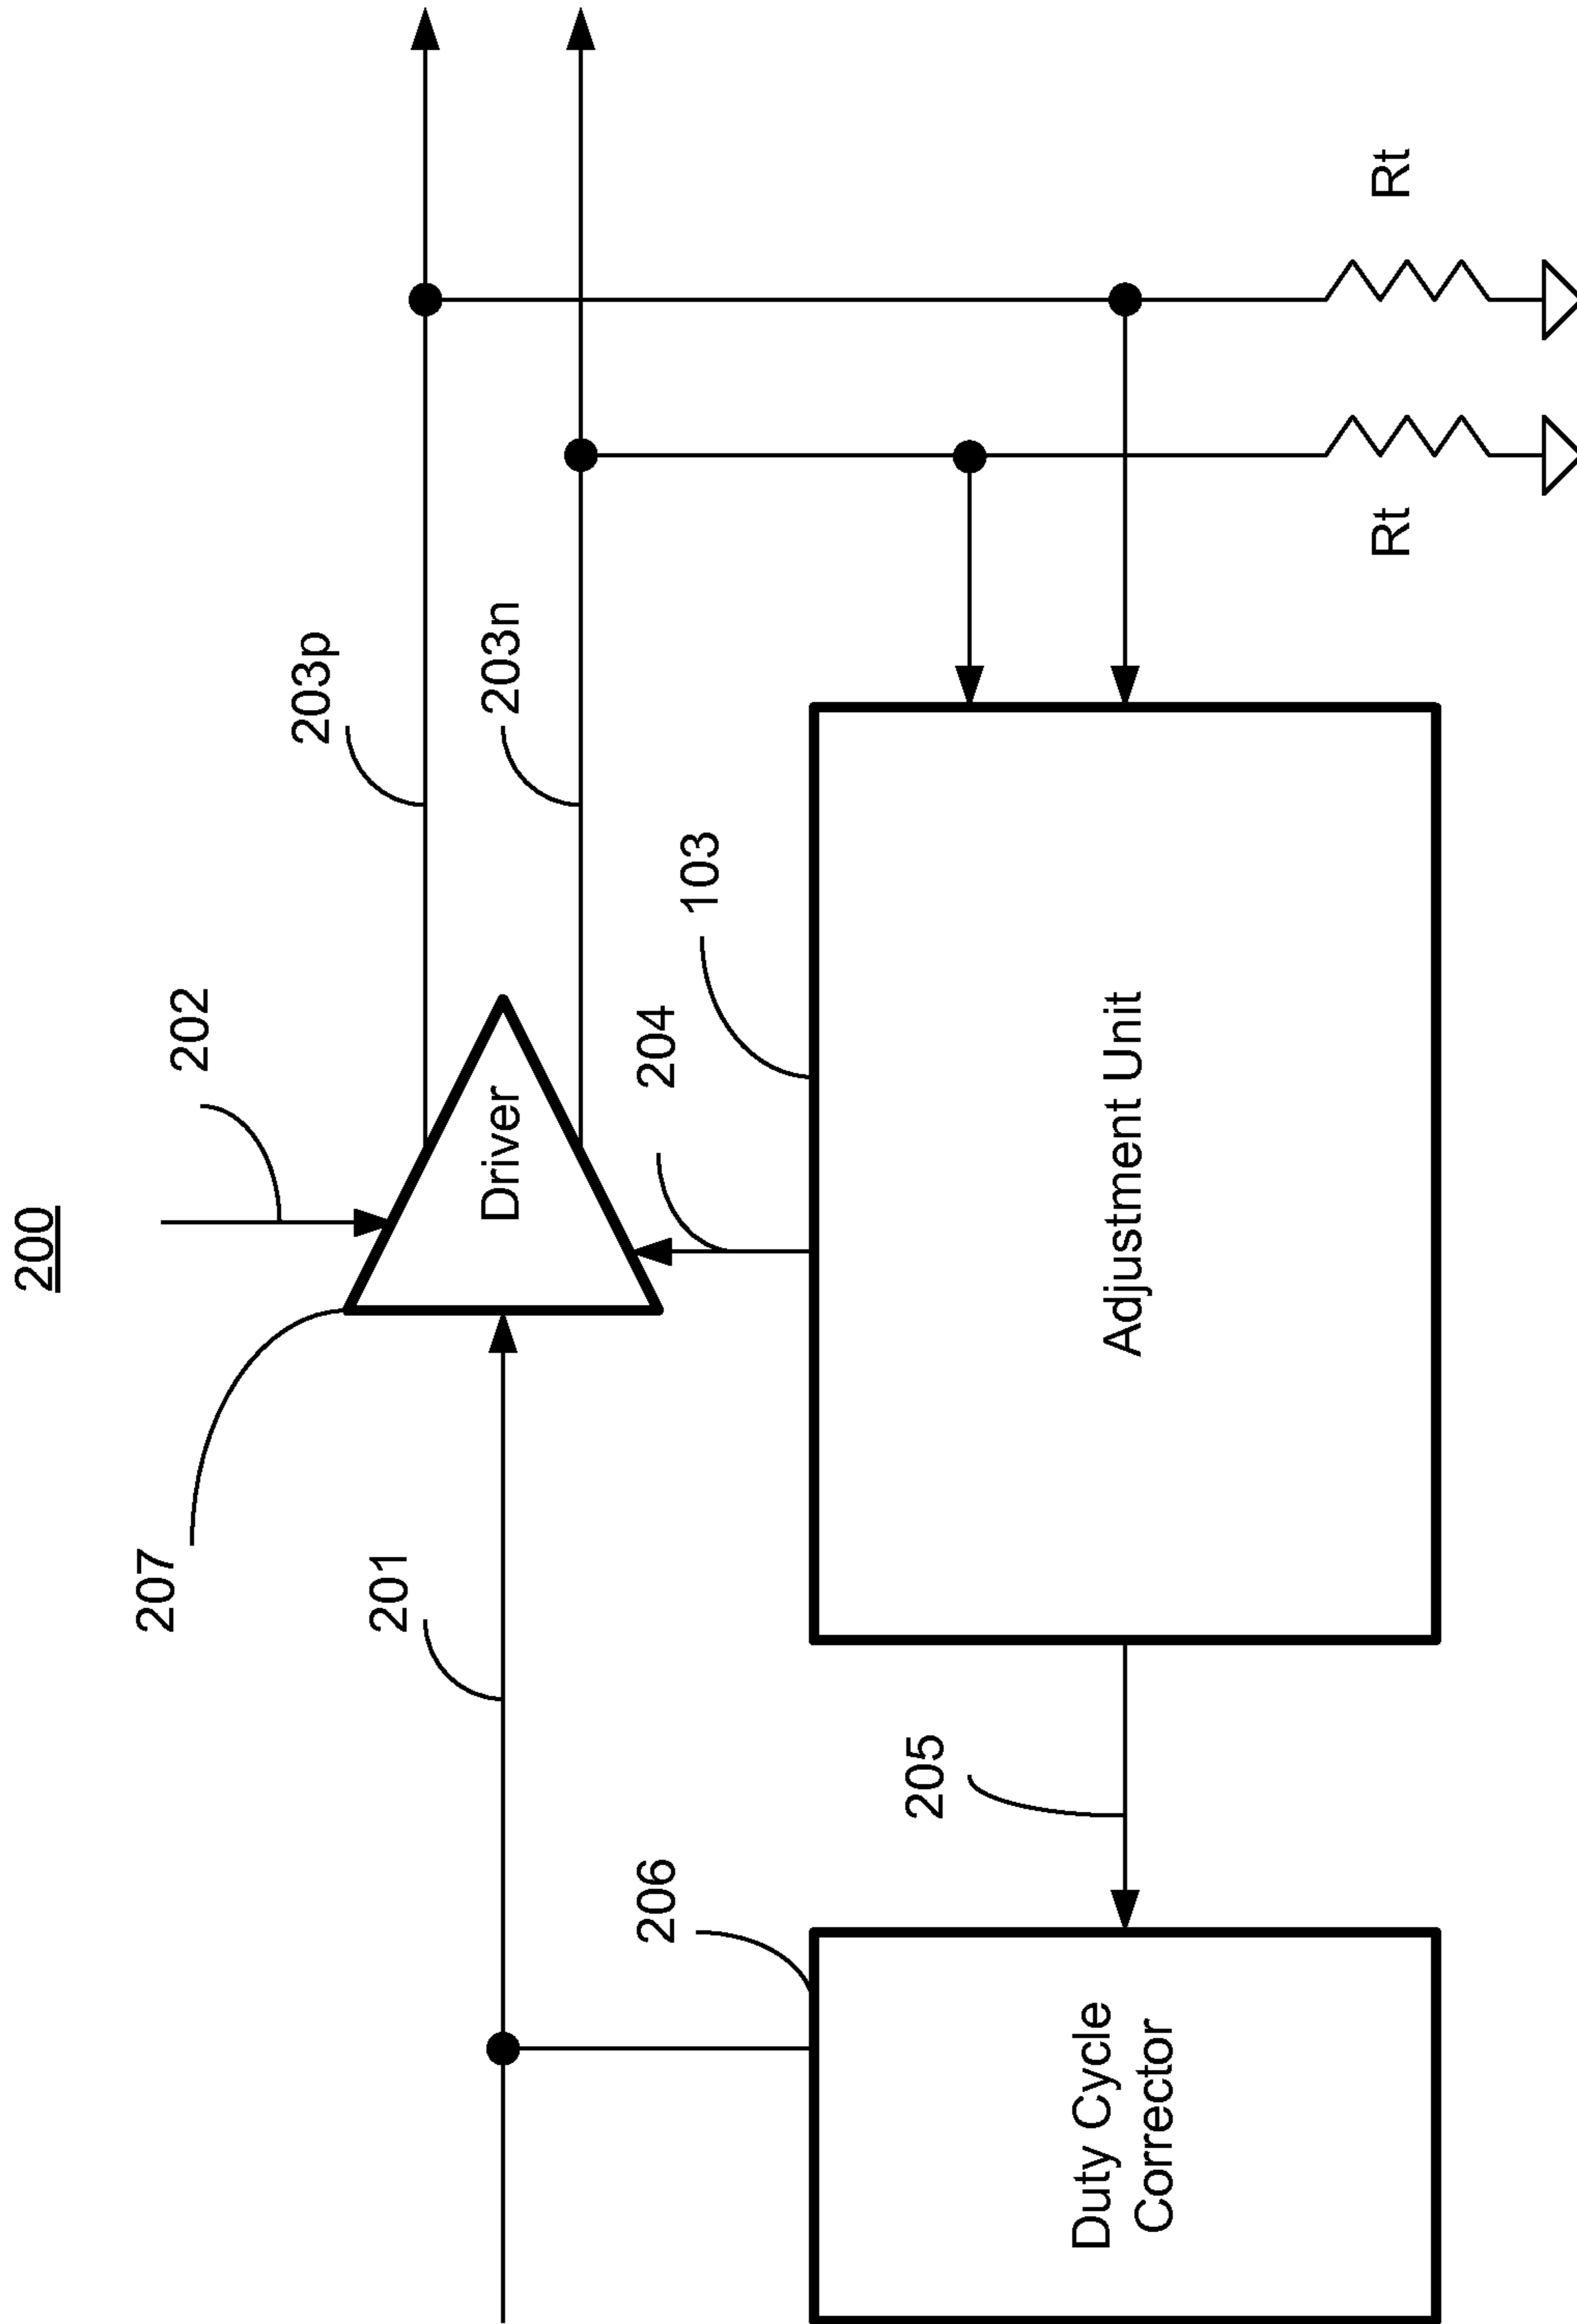 200
202
207
203p
Driver
201
203n
204
103
206
205
Adjustment Unit
Duty Cycle
Corrector
Rt
Rt